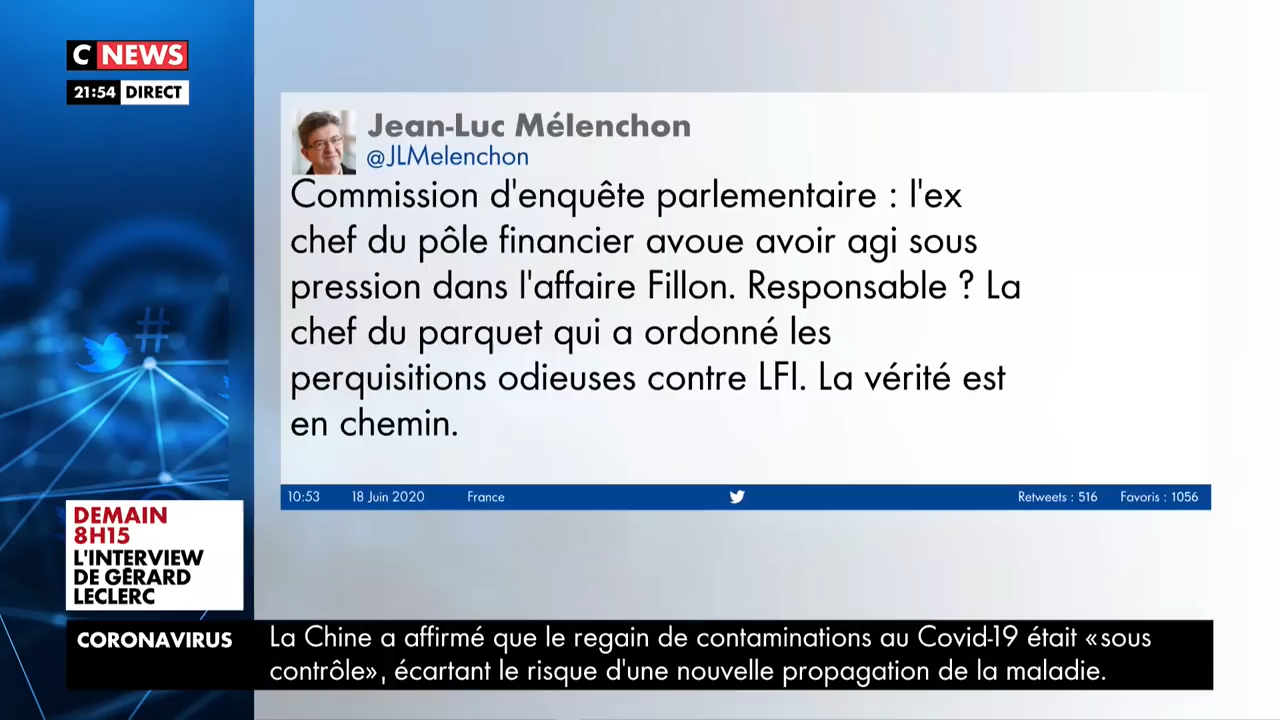 C NEWS
21:54 DIRECT
Jean-Luc Mélenchon
@JLMelenchon
Commission d'enquête parlementaire : l'ex
chef du pôle financier avoue avoir agi sous
pression dans l'affaire Fillon. Responsable ? La
chef du parquet qui a ordonné les
perquisitions odieuses contre LFI. La vérité est
en chemin.
10:53 18 Juin 2020 France Retweets : 516 Favoris : 1056
#
DEMAIN
8H15
L'INTERVIEW
DE GÉRARD
LECLERC
CORONAVIRUS
La Chine a affirmé que le regain de contaminations au Covid-19 était «sous
contrôle», écartant le risque d'une nouvelle propagation de la maladie.